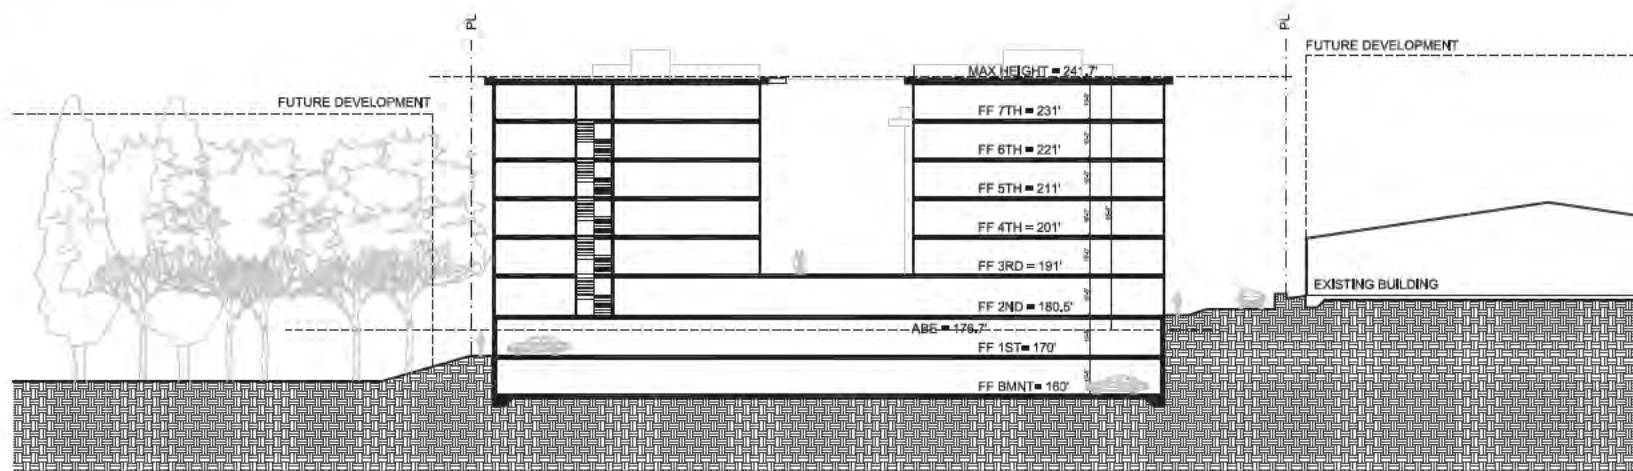 PL
PL
FUTURE DEVELOPMENT
MAX HEIGHT = 241.7'
FUTURE DEVELOPMENT
FF 7TH = 231'
FF 6TH = 221'
FF 5TH = 211'
FF 4TH = 201'
FF 3RD = 191'
EXISTING BUILDING
FF 2ND = 180.5'
ABE = 176.7'
FF 1ST= 170'
FF BMNT= 160'